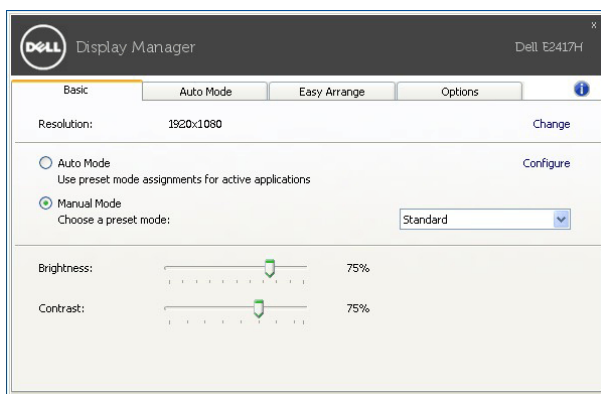 x
DELL Display Manager Dell E2417H
Basic Auto Mode Easy Arrange Options i
Resolution: 1920x1080 Change
Auto Mode Configure
Use preset mode assignments for active applications
Manual Mode
Choose a preset mode: Standard
Brightness: 75%
Contrast: 75%